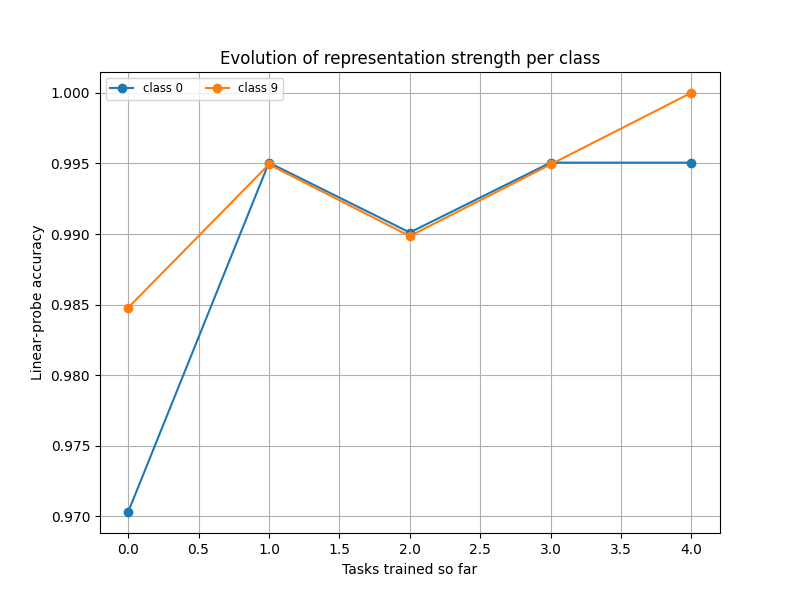 Evolution of representation strength per class
class 0
class 9
Linear-probe accuracy
1.000
0.995
0.990
0.985
0.980
0.975
0.970
0.0 0.5 1.0 1.5 2.0 2.5 3.0 3.5 4.0
Tasks trained so far